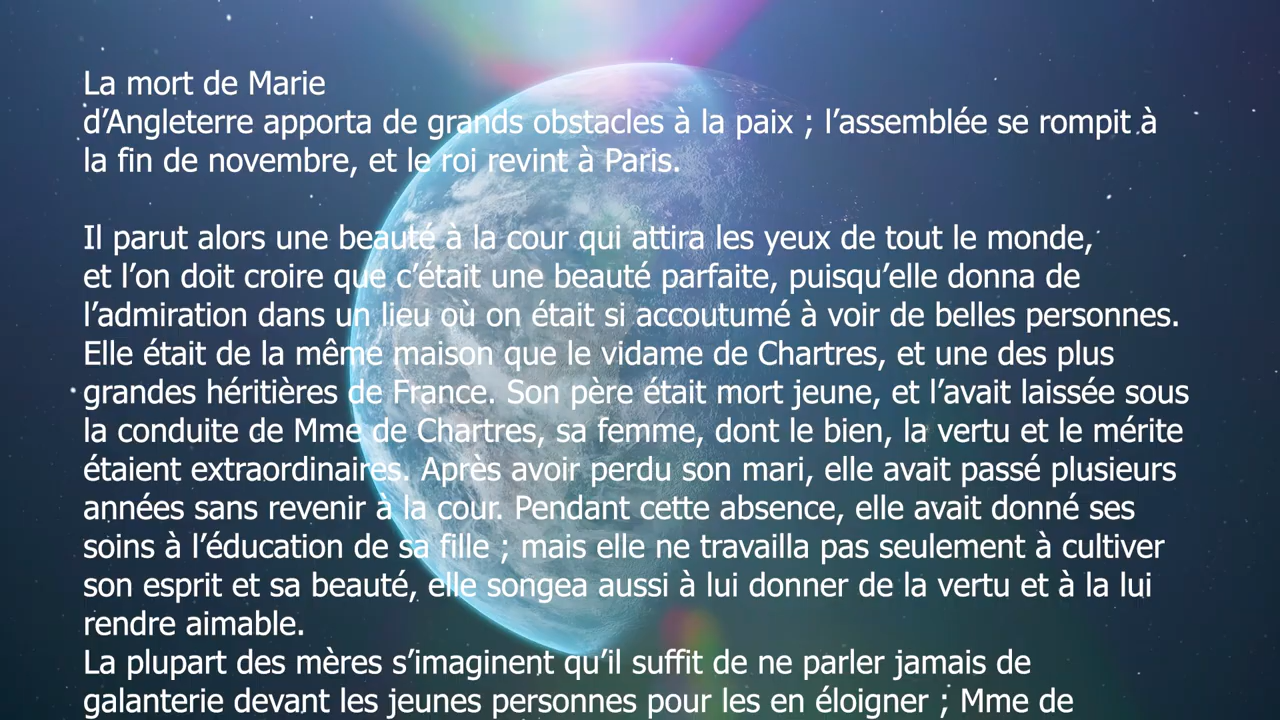 La mort de Marie
d’Angleterre apporta de grands obstacles à la paix ; l’assemblée se rompit à
la fin de novembre, et le roi revint à Paris.
Il parut alors une beauté à la cour qui attira les yeux de tout le monde,
et l’on doit croire que c’était une beauté parfaite, puisqu’elle donna de
l’admiration dans un lieu où on était si accoutumé à voir de belles personnes.
Elle était de la même maison que le vidame de Chartres, et une des plus
grandes héritières de France. Son père était mort jeune, et l’avait laissée sous
la conduite de Mme de Chartres, sa femme, dont le bien, la vertu et le mérite
étaient extraordinaires. Après avoir perdu son mari, elle avait passé plusieurs
années sans revenir à la cour. Pendant cette absence, elle avait donné ses
soins à l’éducation de sa fille ; mais elle ne travailla pas seulement à cultiver
son esprit et sa beauté, elle songea aussi à lui donner de la vertu et à la lui
rendre aimable.
La plupart des mères s’imaginent qu’il suffit de ne parler jamais de
galanterie devant les jeunes personnes pour les en éloigner ; Mme de